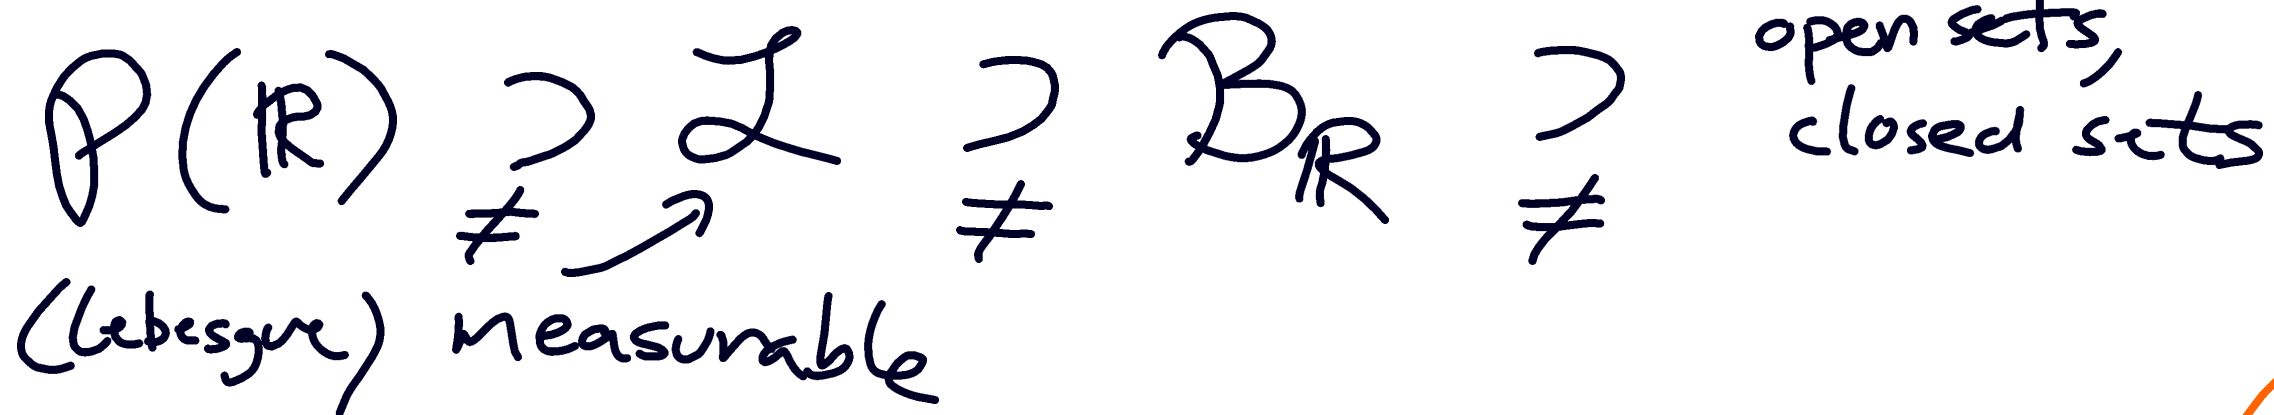 open sets,
P(ℝ) ⊋ ℒ ⊋ B_ℝ ⊋ closed sets
(Lebesgue) measurable